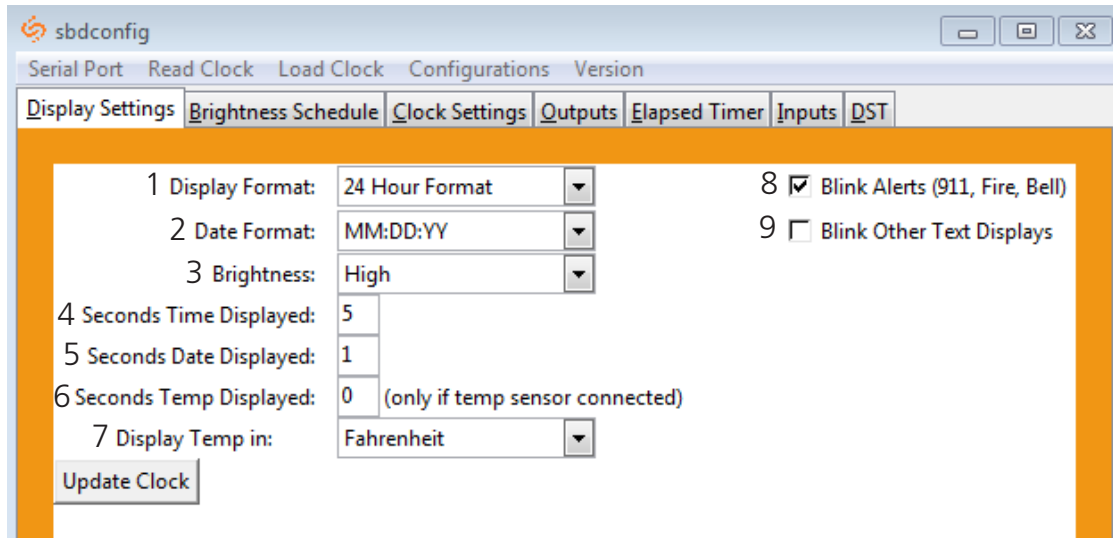 sbdconfig
Serial Port Read Clock Load Clock Configurations Version
Display Settings Brightness Schedule Clock Settings Outputs Elapsed Timer Inputs DST
1 Display Format: 24 Hour Format 8 Blink Alerts (911, Fire, Bell)
2 Date Format: MM:DD:YY 9 Blink Other Text Displays
3 Brightness: High
4 Seconds Time Displayed: 5
5 Seconds Date Displayed: 1
6 Seconds Temp Displayed: 0 (only if temp sensor connected)
7 Display Temp in: Fahrenheit
Update Clock